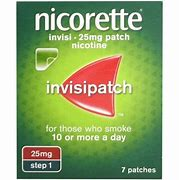 nicorette®
invisi - 25mg patch
nicotine
invisipatch
for those who smoke
10 or more a day
25mg
step 1
7 patches